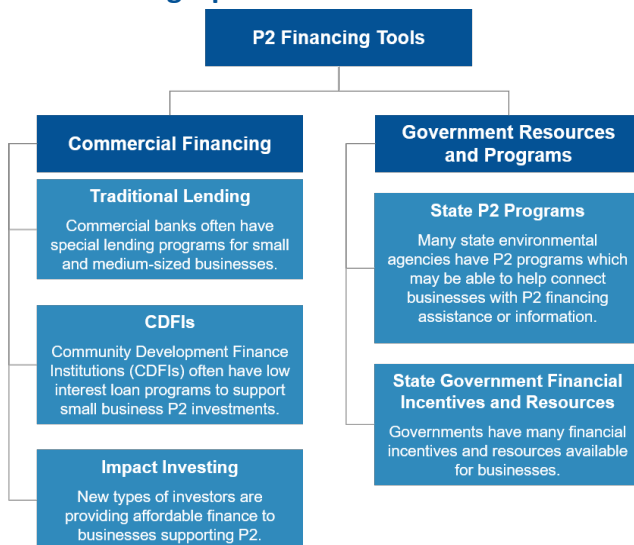 P2 Financing Tools
Commercial Financing
Traditional Lending
Commercial banks often have
special lending programs for small
and medium-sized businesses.
CDFIs
Community Development Finance
Institutions (CDFIs) often have low
interest loan programs to support
small business P2 investments.
Impact Investing
New types of investors are
providing affordable finance to
businesses supporting P2.
Government Resources
and Programs
State P2 Programs
Many state environmental
agencies have P2 programs which
may be able to help connect
businesses with P2 financing
assistance or information.
State Government Financial
Incentives and Resources
Governments have many financial
incentives and resources available
for businesses.